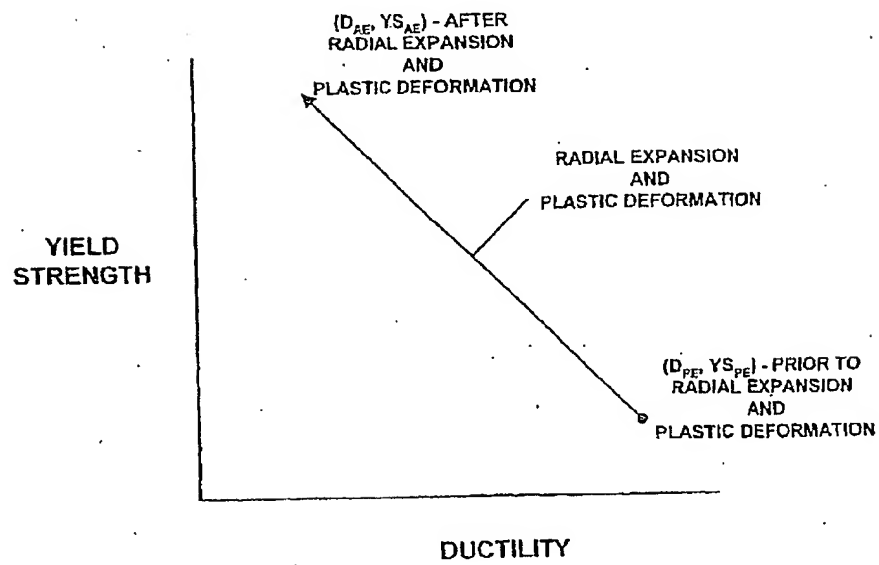 (D_AE, YS_AE) - AFTER
RADIAL EXPANSION
AND
PLASTIC DEFORMATION
RADIAL EXPANSION
AND
PLASTIC DEFORMATION
YIELD
STRENGTH
(D_PE, YS_PE) - PRIOR TO
RADIAL EXPANSION
AND
PLASTIC DEFORMATION
DUCTILITY